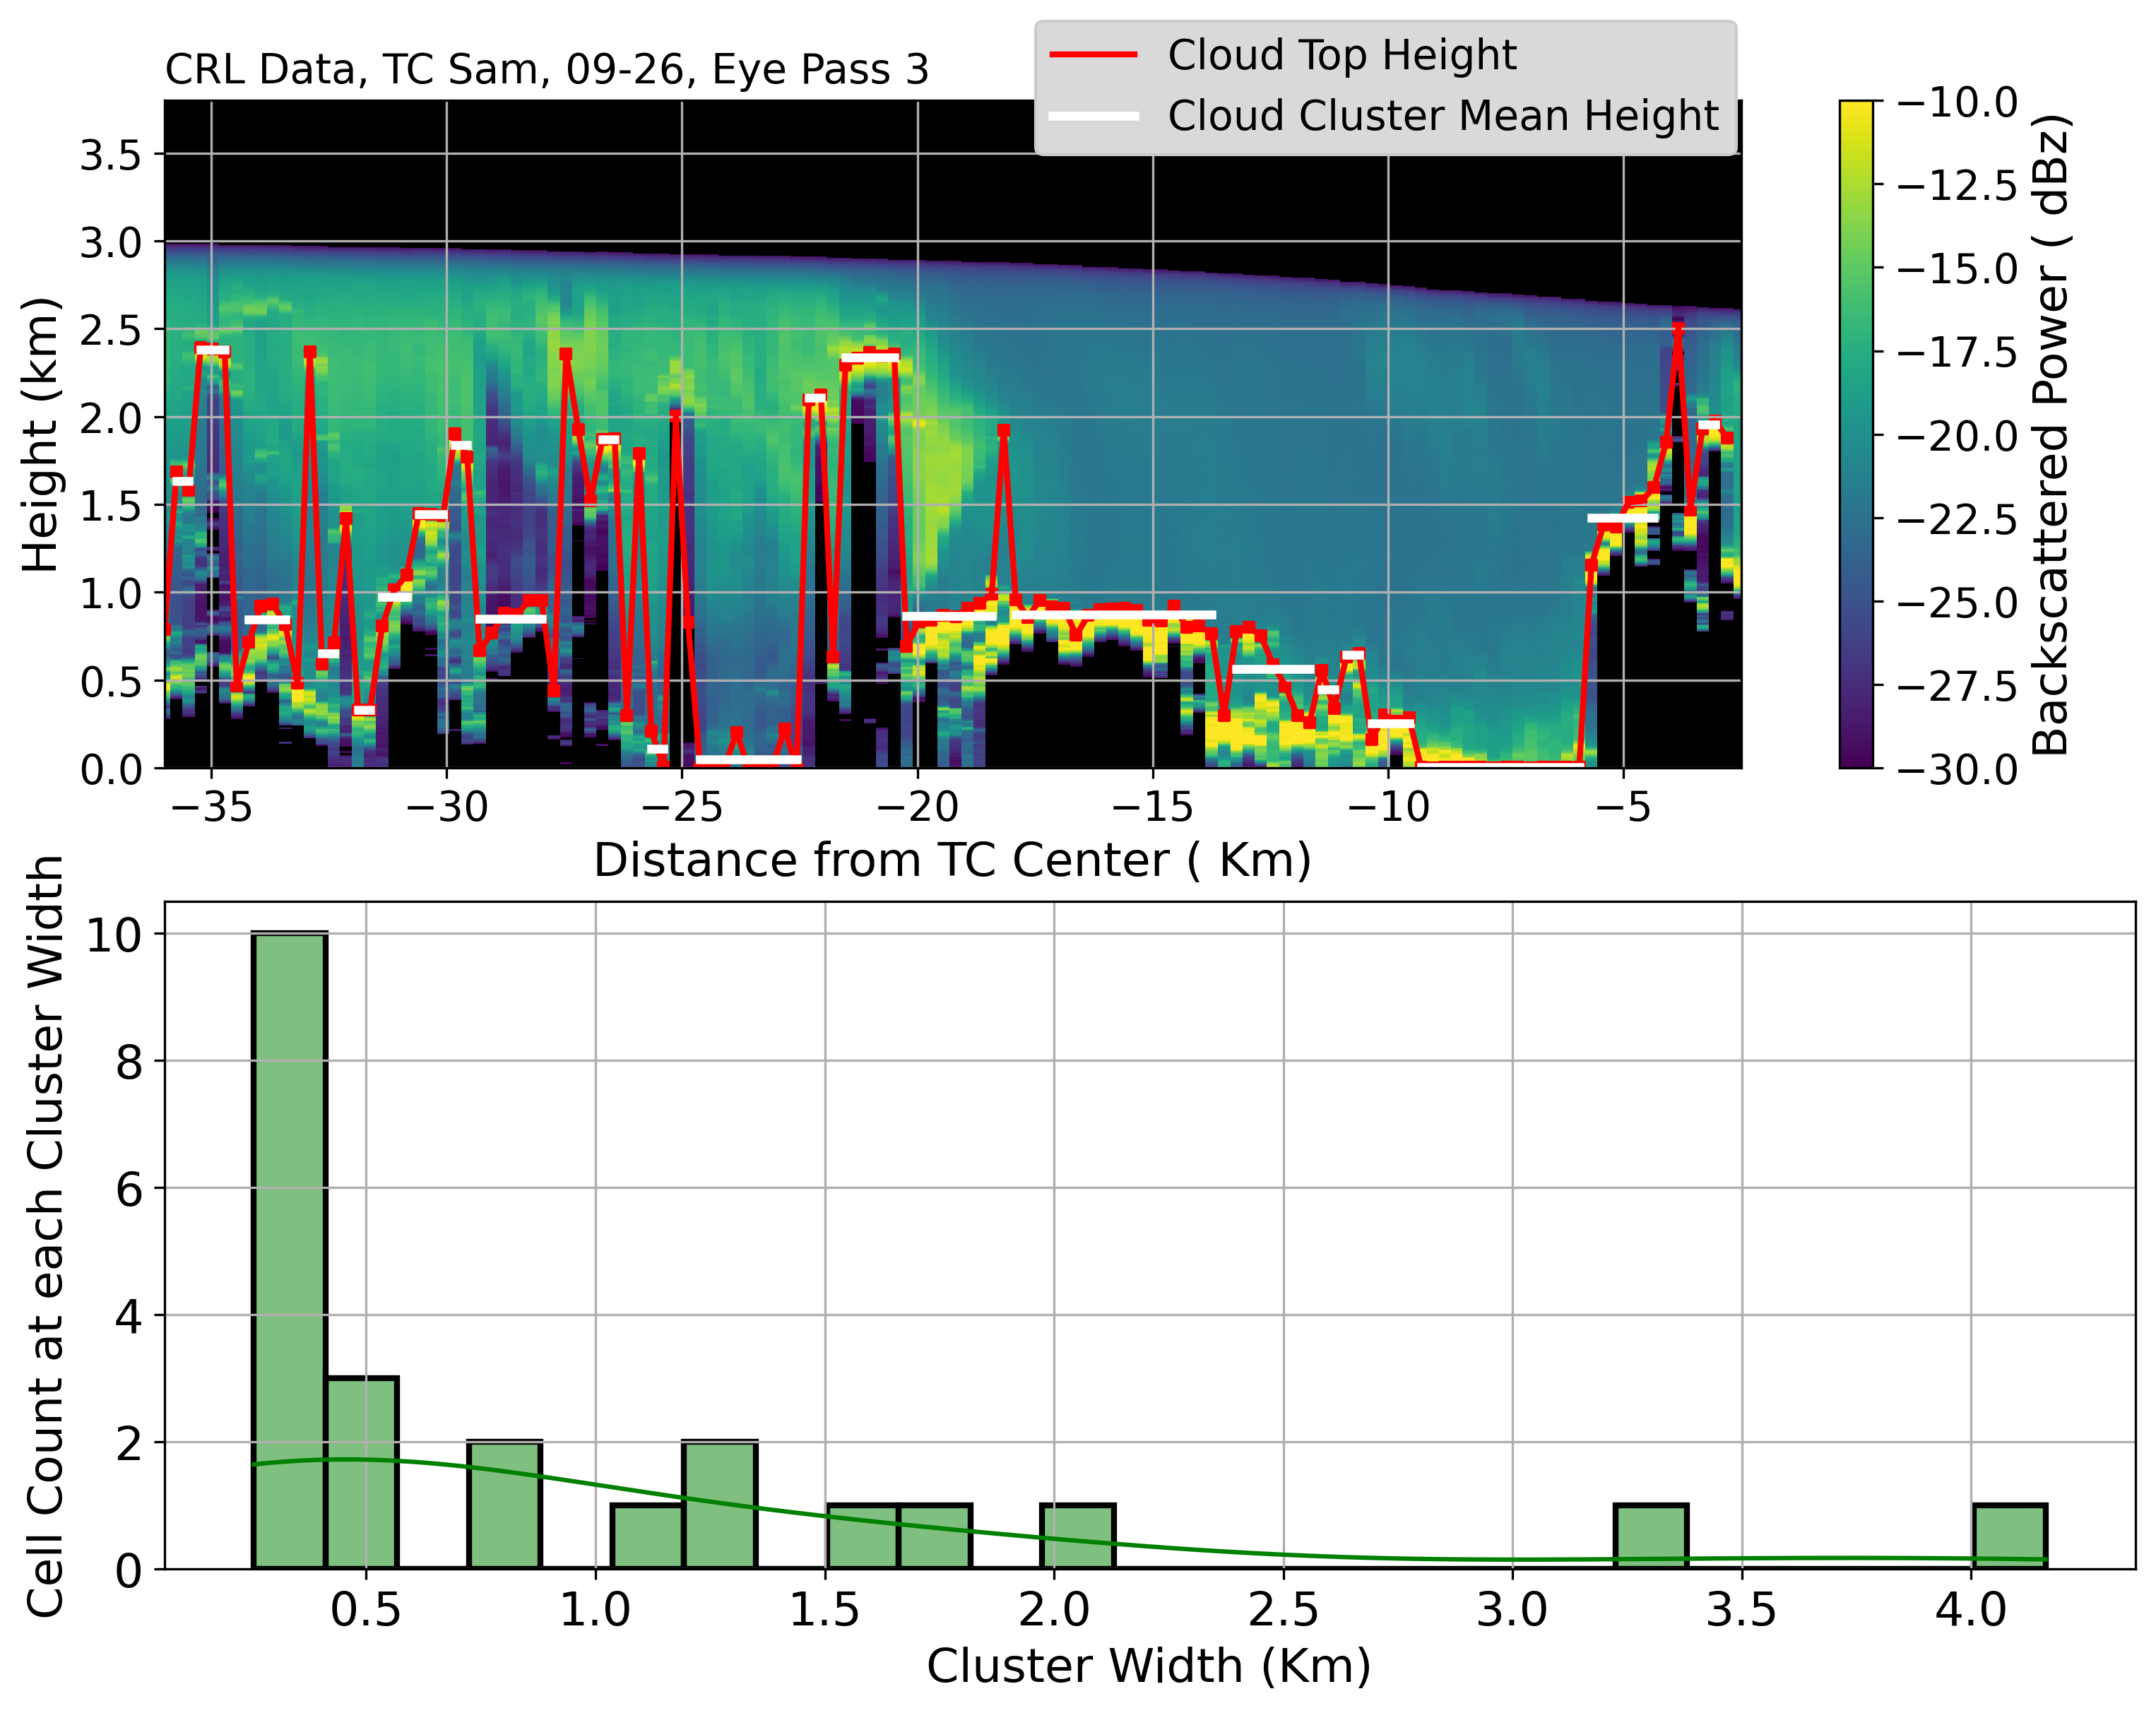 CRL Data, TC Sam, 09-26, Eye Pass 3
Cloud Top Height
Cloud Cluster Mean Height
Height (km)
3.5
3.0
2.5
2.0
1.5
1.0
0.5
0.0
−35 −30 −25 −20 −15 −10 −5
Distance from TC Center ( Km)
−10.0
−12.5
−15.0
−17.5
−20.0
−22.5
−25.0
−27.5
−30.0
Backscattered Power ( dBz)
Cell Count at each Cluster Width
10
8
6
4
2
0
0.5 1.0 1.5 2.0 2.5 3.0 3.5 4.0
Cluster Width (Km)